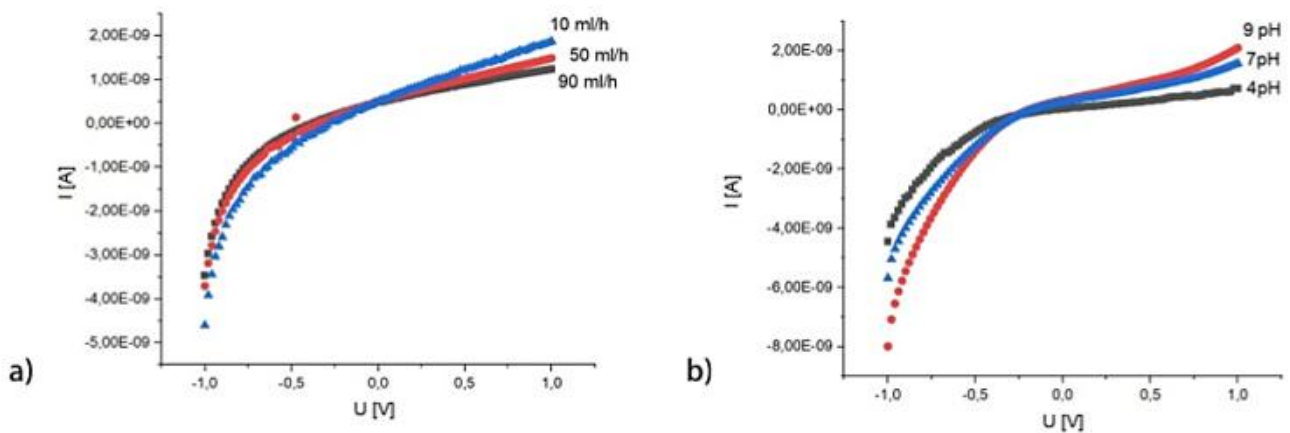 10 ml/h
50 ml/h
90 ml/h
2,00E-09
1,00E-09
0,00E+00
-1,00E-09
-2,00E-09
-3,00E-09
-4,00E-09
-5,00E-09
I [A]
-1,0
-0,5
0,0
0,5
1,0
U [V]
a)
9 pH
7pH
4pH
2,00E-09
0,00E+00
-2,00E-09
-4,00E-09
-6,00E-09
-8,00E-09
I [A]
-1,0
-0,5
0,0
0,5
1,0
U [V]
b)